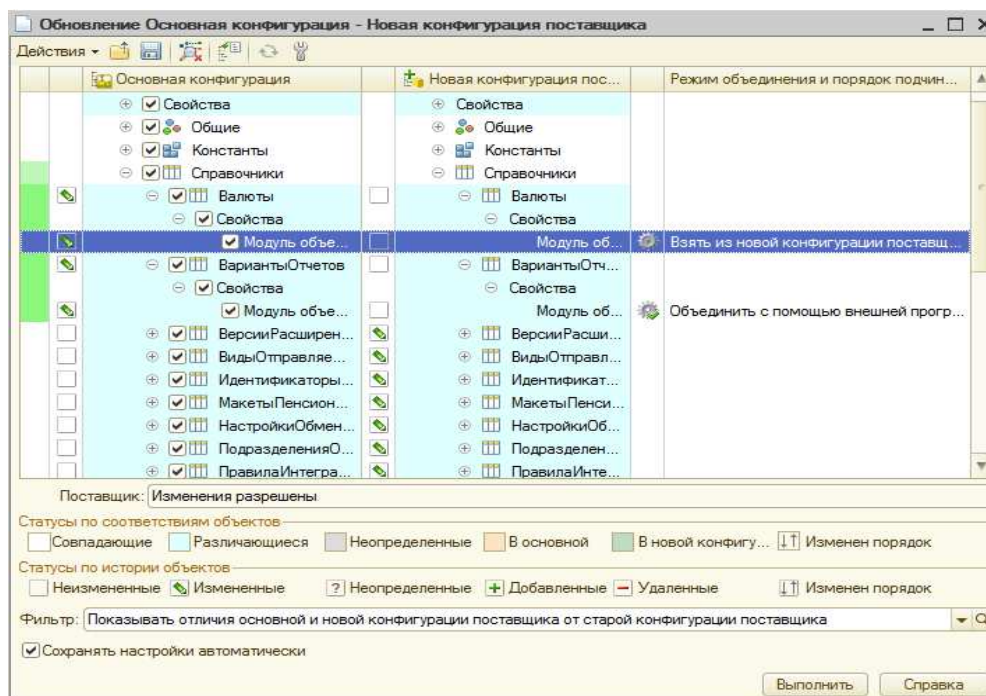 Обновление Основная конфигурация - Новая конфигурация поставщика
Действия
Основная конфигурация Новая конфигурация пос... Режим объединения и порядок подчин...
Свойства Свойства
Общие Общие
Константы Константы
Справочники Справочники
Валюты Валюты
Свойства Свойства
Модуль объе... Модуль об... Взять из новой конфигурации поставщ...
ВариантыОтчетов ВариантыОтч...
Свойства Свойства
Модуль объе... Модуль об... Объединить с помощью внешней прогр...
ВерсииРасширен... ВерсииРасши...
ВидыОтправляе... ВидыОтправл...
Идентификаторы... Идентификат...
МакетыПенсион... МакетыПенси...
НастройкиОбмен... НастройкиОб...
ПодразделенияО... Подразделен...
ПравилаИнтегра... ПравилаИнте...
Поставщик: Изменения разрешены
Статусы по соответствиям объектов
Совпадающие Различающиеся Неопределенные В основной В новой конфигу... Изменен порядок
Статусы по истории объектов
Неизмененные Измененные ? Неопределенные Добавленные Удаленные Изменен порядок
Фильтр: Показывать отличия основной и новой конфигурации поставщика от старой конфигурации поставщика
Сохранять настройки автоматически
Выполнить Справка